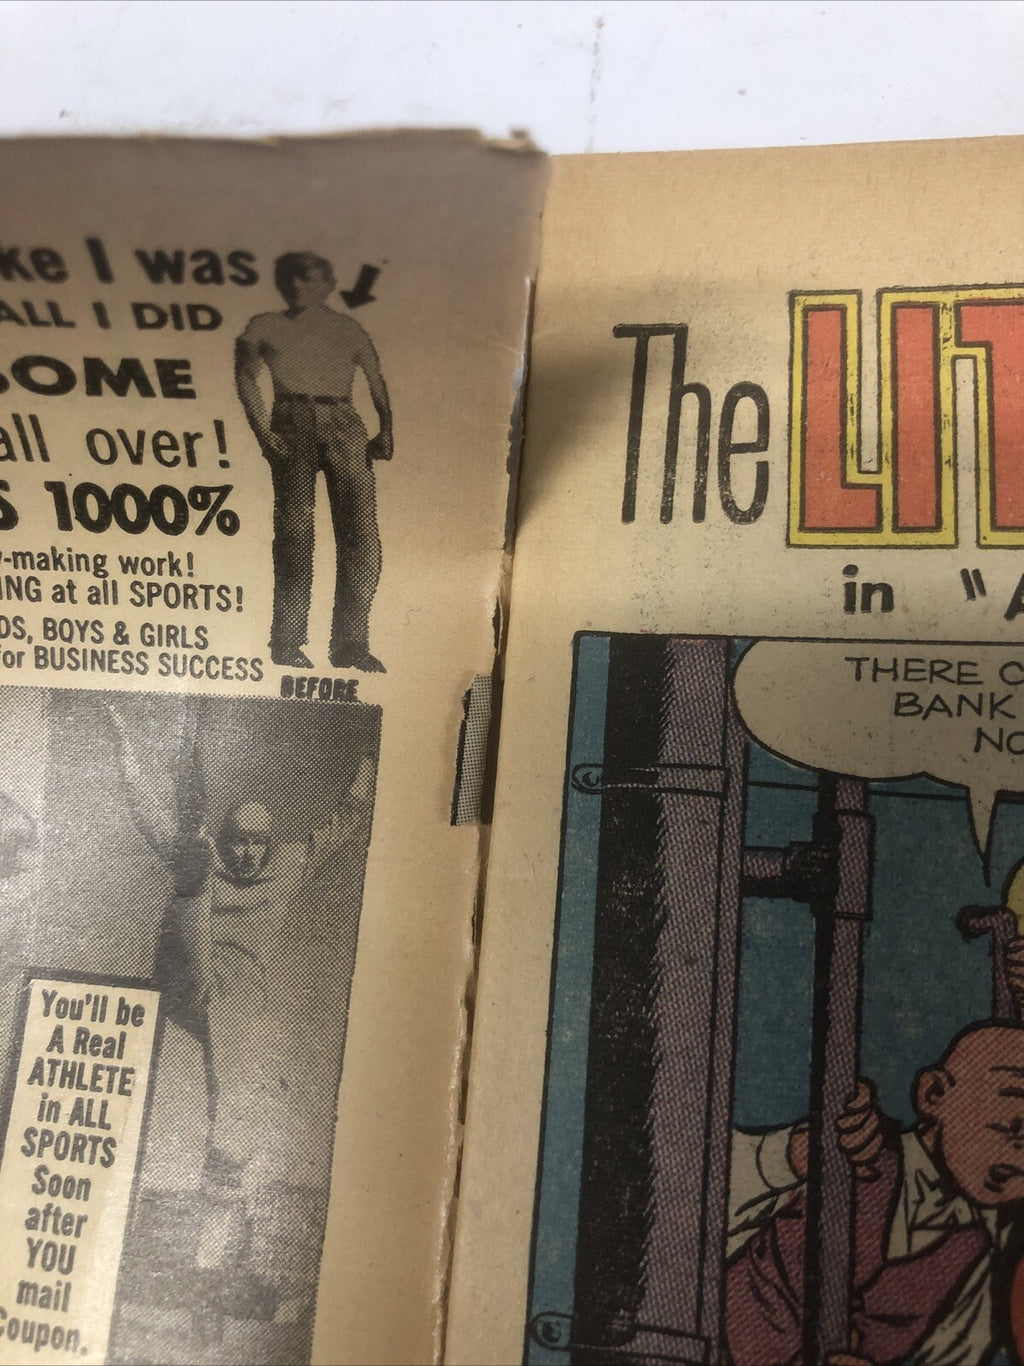 ke I was
ALL I DID
SOME
all over!
S 1000%
-making work!
ING at all SPORTS!
DS, BOYS & GIRLS
for BUSINESS SUCCESS
BEFORE
You'll be
A Real
ATHLETE
in ALL
SPORTS
Soon
after
YOU
mail
Coupon.
The LIT
in "A
THERE C
BANK
NO